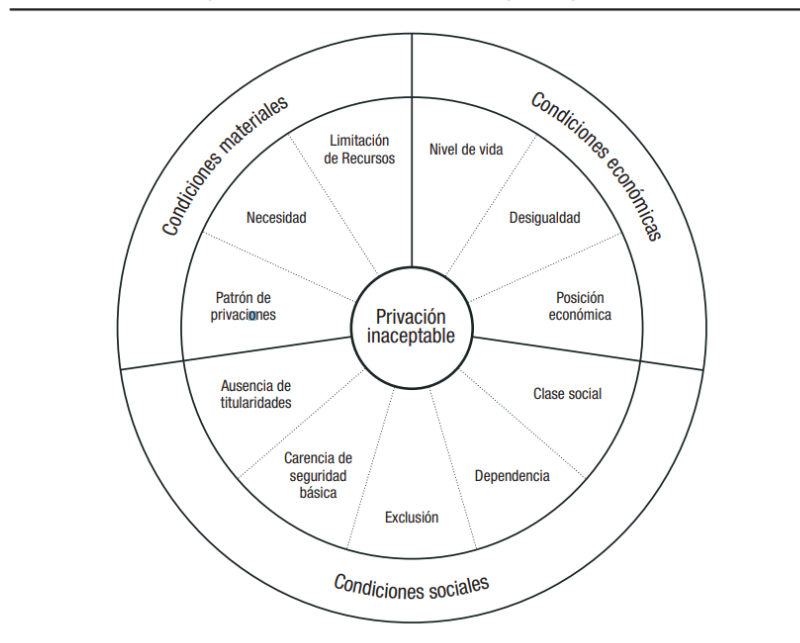 Condiciones materiales
Condiciones económicas
Limitación
de Recursos
Nivel de vida
Necesidad
Desigualdad
Patrón de
privaciones
Posición
económica
Privación
inaceptable
Ausencia de
titularidades
Clase social
Carencia de
seguridad
básica
Dependencia
Exclusión
Condiciones sociales